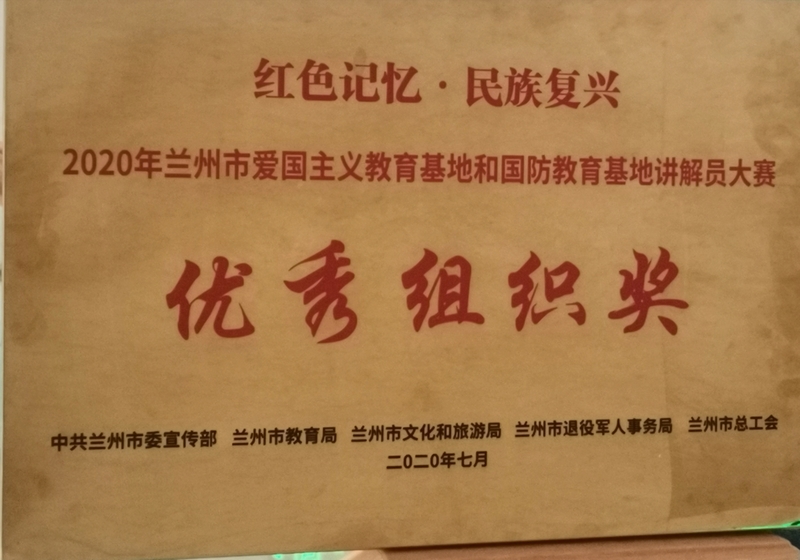 红色记忆·民族复兴
2020年兰州市爱国主义教育基地和国防教育基地讲解员大赛
优秀组织奖
中共兰州市委宣传部 兰州市教育局 兰州市文化和旅游局 兰州市退役军人事务局 兰州市总工会
二〇二〇年七月